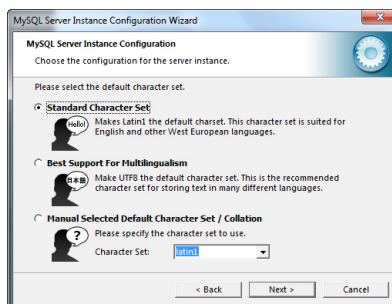 MySQL Server Instance Configuration Wizard
MySQL Server Instance Configuration
Choose the configuration for the server instance.
Please select the default character set.
Standard Character Set
Hello!
Makes Latin1 the default charset. This character set is suited for
English and other West European languages.
Best Support For Multilingualism
日本語
Make UTF8 the default character set. This is the recommended
character set for storing text in many different languages.
Manual Selected Default Character Set / Collation
?
Please specify the character set to use.
Character Set:
latin1
< Back
Next >
Cancel